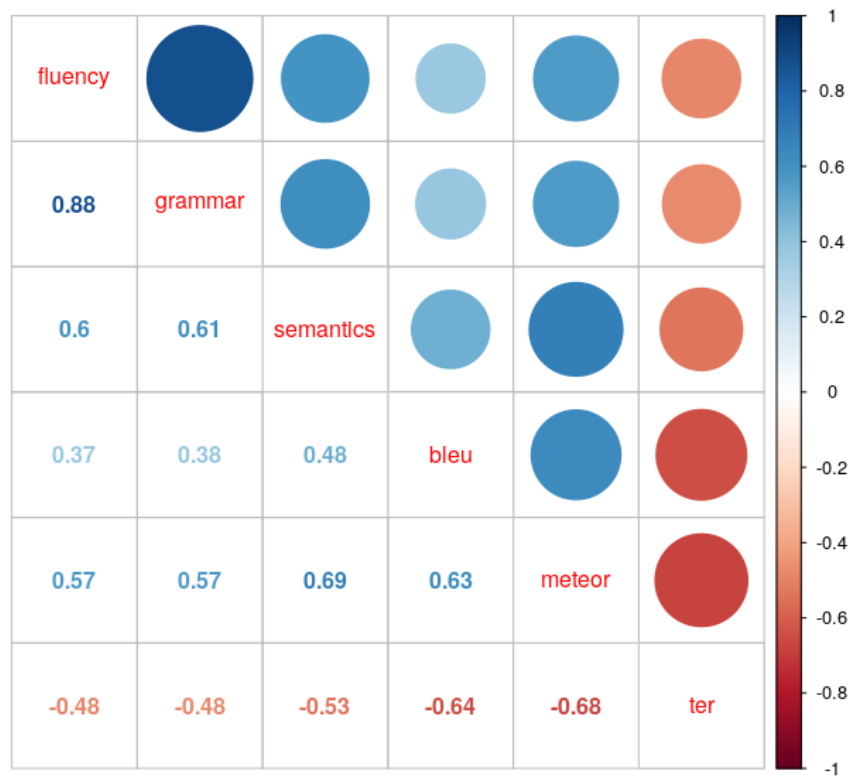 fluency
0.88 grammar
0.6 0.61 semantics
0.37 0.38 0.48 bleu
0.57 0.57 0.69 0.63 meteor
-0.48 -0.48 -0.53 -0.64 -0.68 ter
1
0.8
0.6
0.4
0.2
0
-0.2
-0.4
-0.6
-0.8
-1